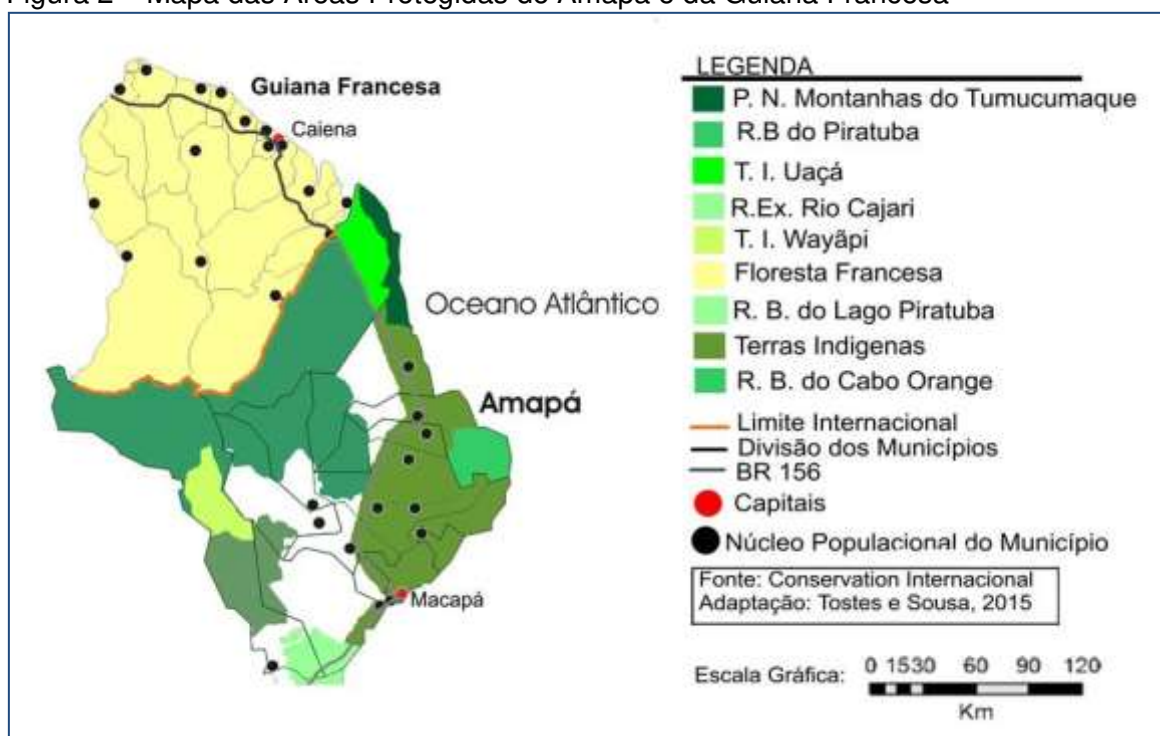 Figura 2 – Mapa das Áreas Protegidas do Amapá e da Guiana Francesa
Guiana Francesa
Caiena
Oceano Atlântico
Amapá
Macapá
LEGENDA
P. N. Montanhas do Tumucumaque
R.B do Piratuba
T. I. Uaçá
R.Ex. Rio Cajari
T. I. Wayãpi
Floresta Francesa
R. B. do Lago Piratuba
Terras Indigenas
R. B. do Cabo Orange
Limite Internacional
Divisão dos Municípios
BR 156
Capitais
Núcleo Populacional do Município
Fonte: Conservation Internacional
Adaptação: Tostes e Sousa, 2015
Escala Gráfica: 0 1530 60 90 120
Km